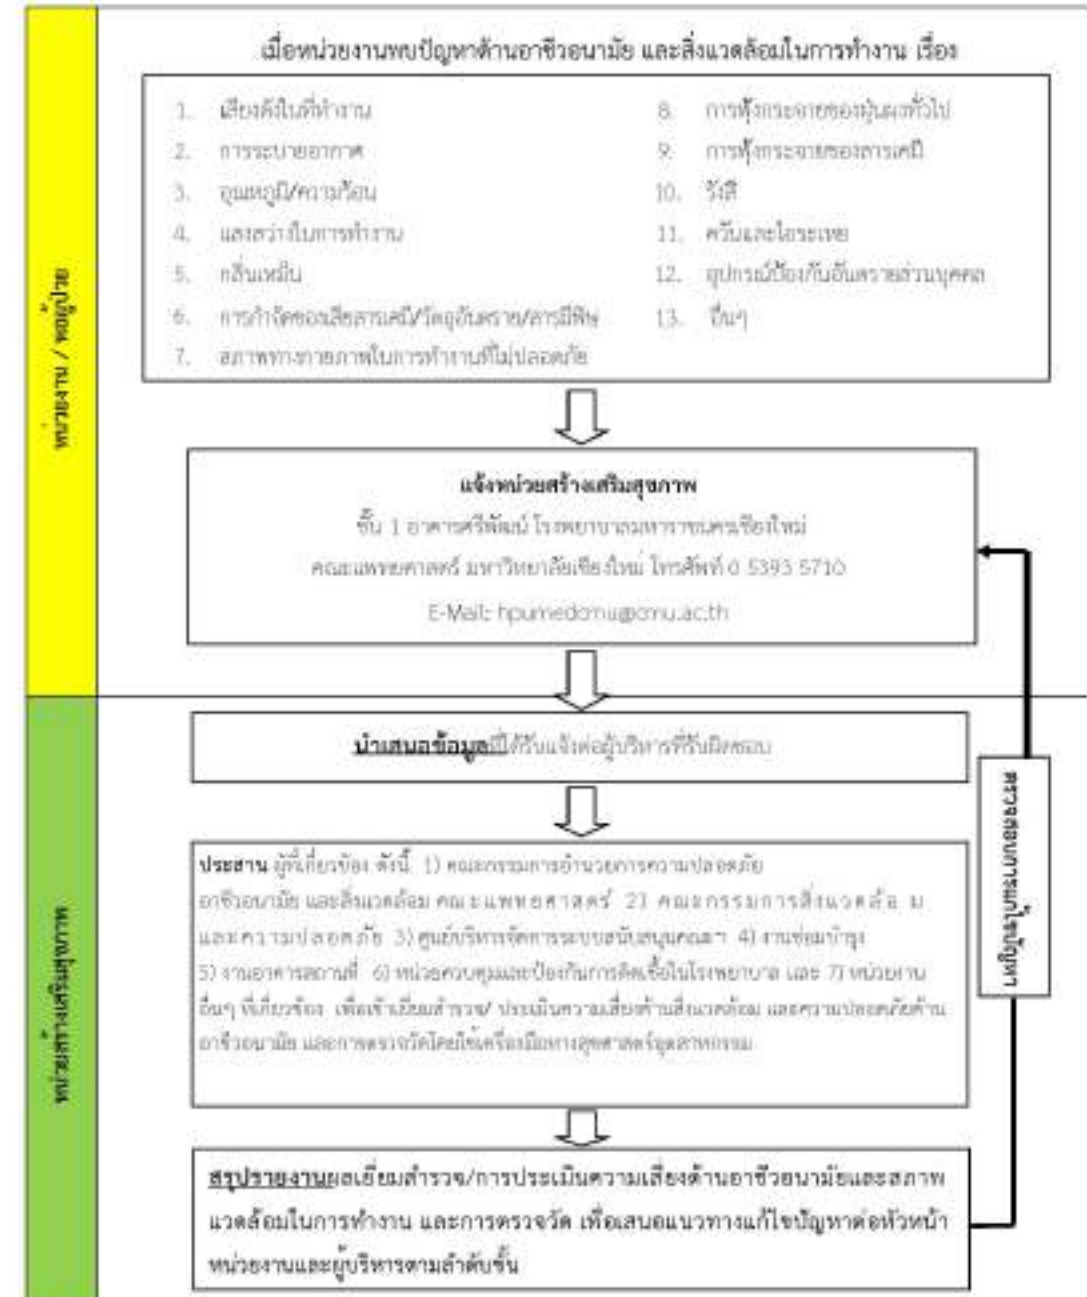 เมื่อหน่วยงานพบปัญหาด้านอาชีวอนามัย และสิ่งแวดล้อมในการทำงาน เรื่อง
1. เสียงดังในที่ทำงาน
2. การระบายอากาศ
3. อุณหภูมิ/ความร้อน
4. แสงสว่างในการทำงาน
5. กลิ่นเหม็น
6. การกำจัดของเสียสารเคมี/วัตถุอันตราย/สารมีพิษ
7. สภาพทางกายภาพในการทำงานที่ไม่ปลอดภัย
8. การฟุ้งกระจายของฝุ่นผงทั่วไป
9. การฟุ้งกระจายของสารเคมี
10. รังสี
11. ควันและไอระเหย
12. อุปกรณ์ป้องกันอันตรายส่วนบุคคล
13. อื่นๆ
หน่วยงาน / หอผู้ป่วย
แจ้งหน่วยสร้างเสริมสุขภาพ
ชั้น 1 อาคารศรีพัฒน์ โรงพยาบาลมหาราชนครเชียงใหม่
คณะแพทยศาสตร์ มหาวิทยาลัยเชียงใหม่ โทรศัพท์ 0 5393 5710
E-Mail: hpumedcmu@cmu.ac.th
หน่วยสร้างเสริมสุขภาพ
นำเสนอข้อมูลที่ได้รับแจ้งต่อผู้บริหารที่รับผิดชอบ
ประสาน ผู้ที่เกี่ยวข้อง ดังนี้ 1) คณะกรรมการอำนวยการความปลอดภัย
อาชีวอนามัย และสิ่งแวดล้อม คณะแพทยศาสตร์ 2) คณะกรรมการสิ่งแวดล้อม
และความปลอดภัย 3) ศูนย์บริหารจัดการระบบสนับสนุนคณะฯ 4) งานซ่อมบำรุง
5) งานอาคารสถานที่ 6) หน่วยควบคุมและป้องกันการติดเชื้อในโรงพยาบาล และ 7) หน่วยงาน
อื่นๆ ที่เกี่ยวข้อง เพื่อเข้าเยี่ยมสำรวจ/ ประเมินความเสี่ยงด้านสิ่งแวดล้อม และความปลอดภัยด้าน
อาชีวอนามัย และการตรวจวัดโดยใช้เครื่องมือทางสุขศาสตร์อุตสาหกรรม
ตรวจสอบการแก้ไขปัญหา
สรุปรายงานผลเยี่ยมสำรวจ/การประเมินความเสี่ยงด้านอาชีวอนามัยและสภาพ
แวดล้อมในการทำงาน และการตรวจวัด เพื่อเสนอแนวทางแก้ไขปัญหาต่อหัวหน้า
หน่วยงานและผู้บริหารตามลำดับชั้น